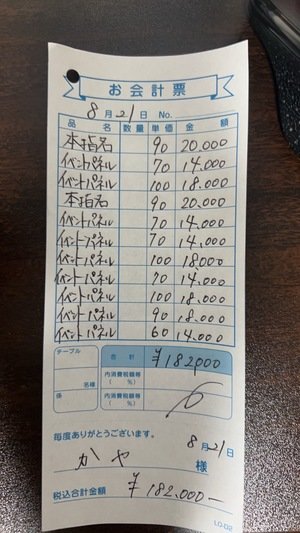 お会計票
8月21日 No.
品名 数量 単価 金額
本指名 90 20.000
イベントパネル 70 14.000
イベントパネル 100 18.000
本指名 90 20.000
イベントパネル 70 14.000
イベントパネル 70 14.000
イベントパネル 100 18.000
イベントパネル 70 14.000
イベントパネル 100 18.000
イベントパネル 90 18.000
イベントパネル 60 14.000
テーブル 合計 ¥182,000
名様 内消費税額等 ( %)
係 内消費税額等 ( %)
毎度ありがとうございます。 8月21日
かや 様
税込合計金額 ¥182.000-
LO-02